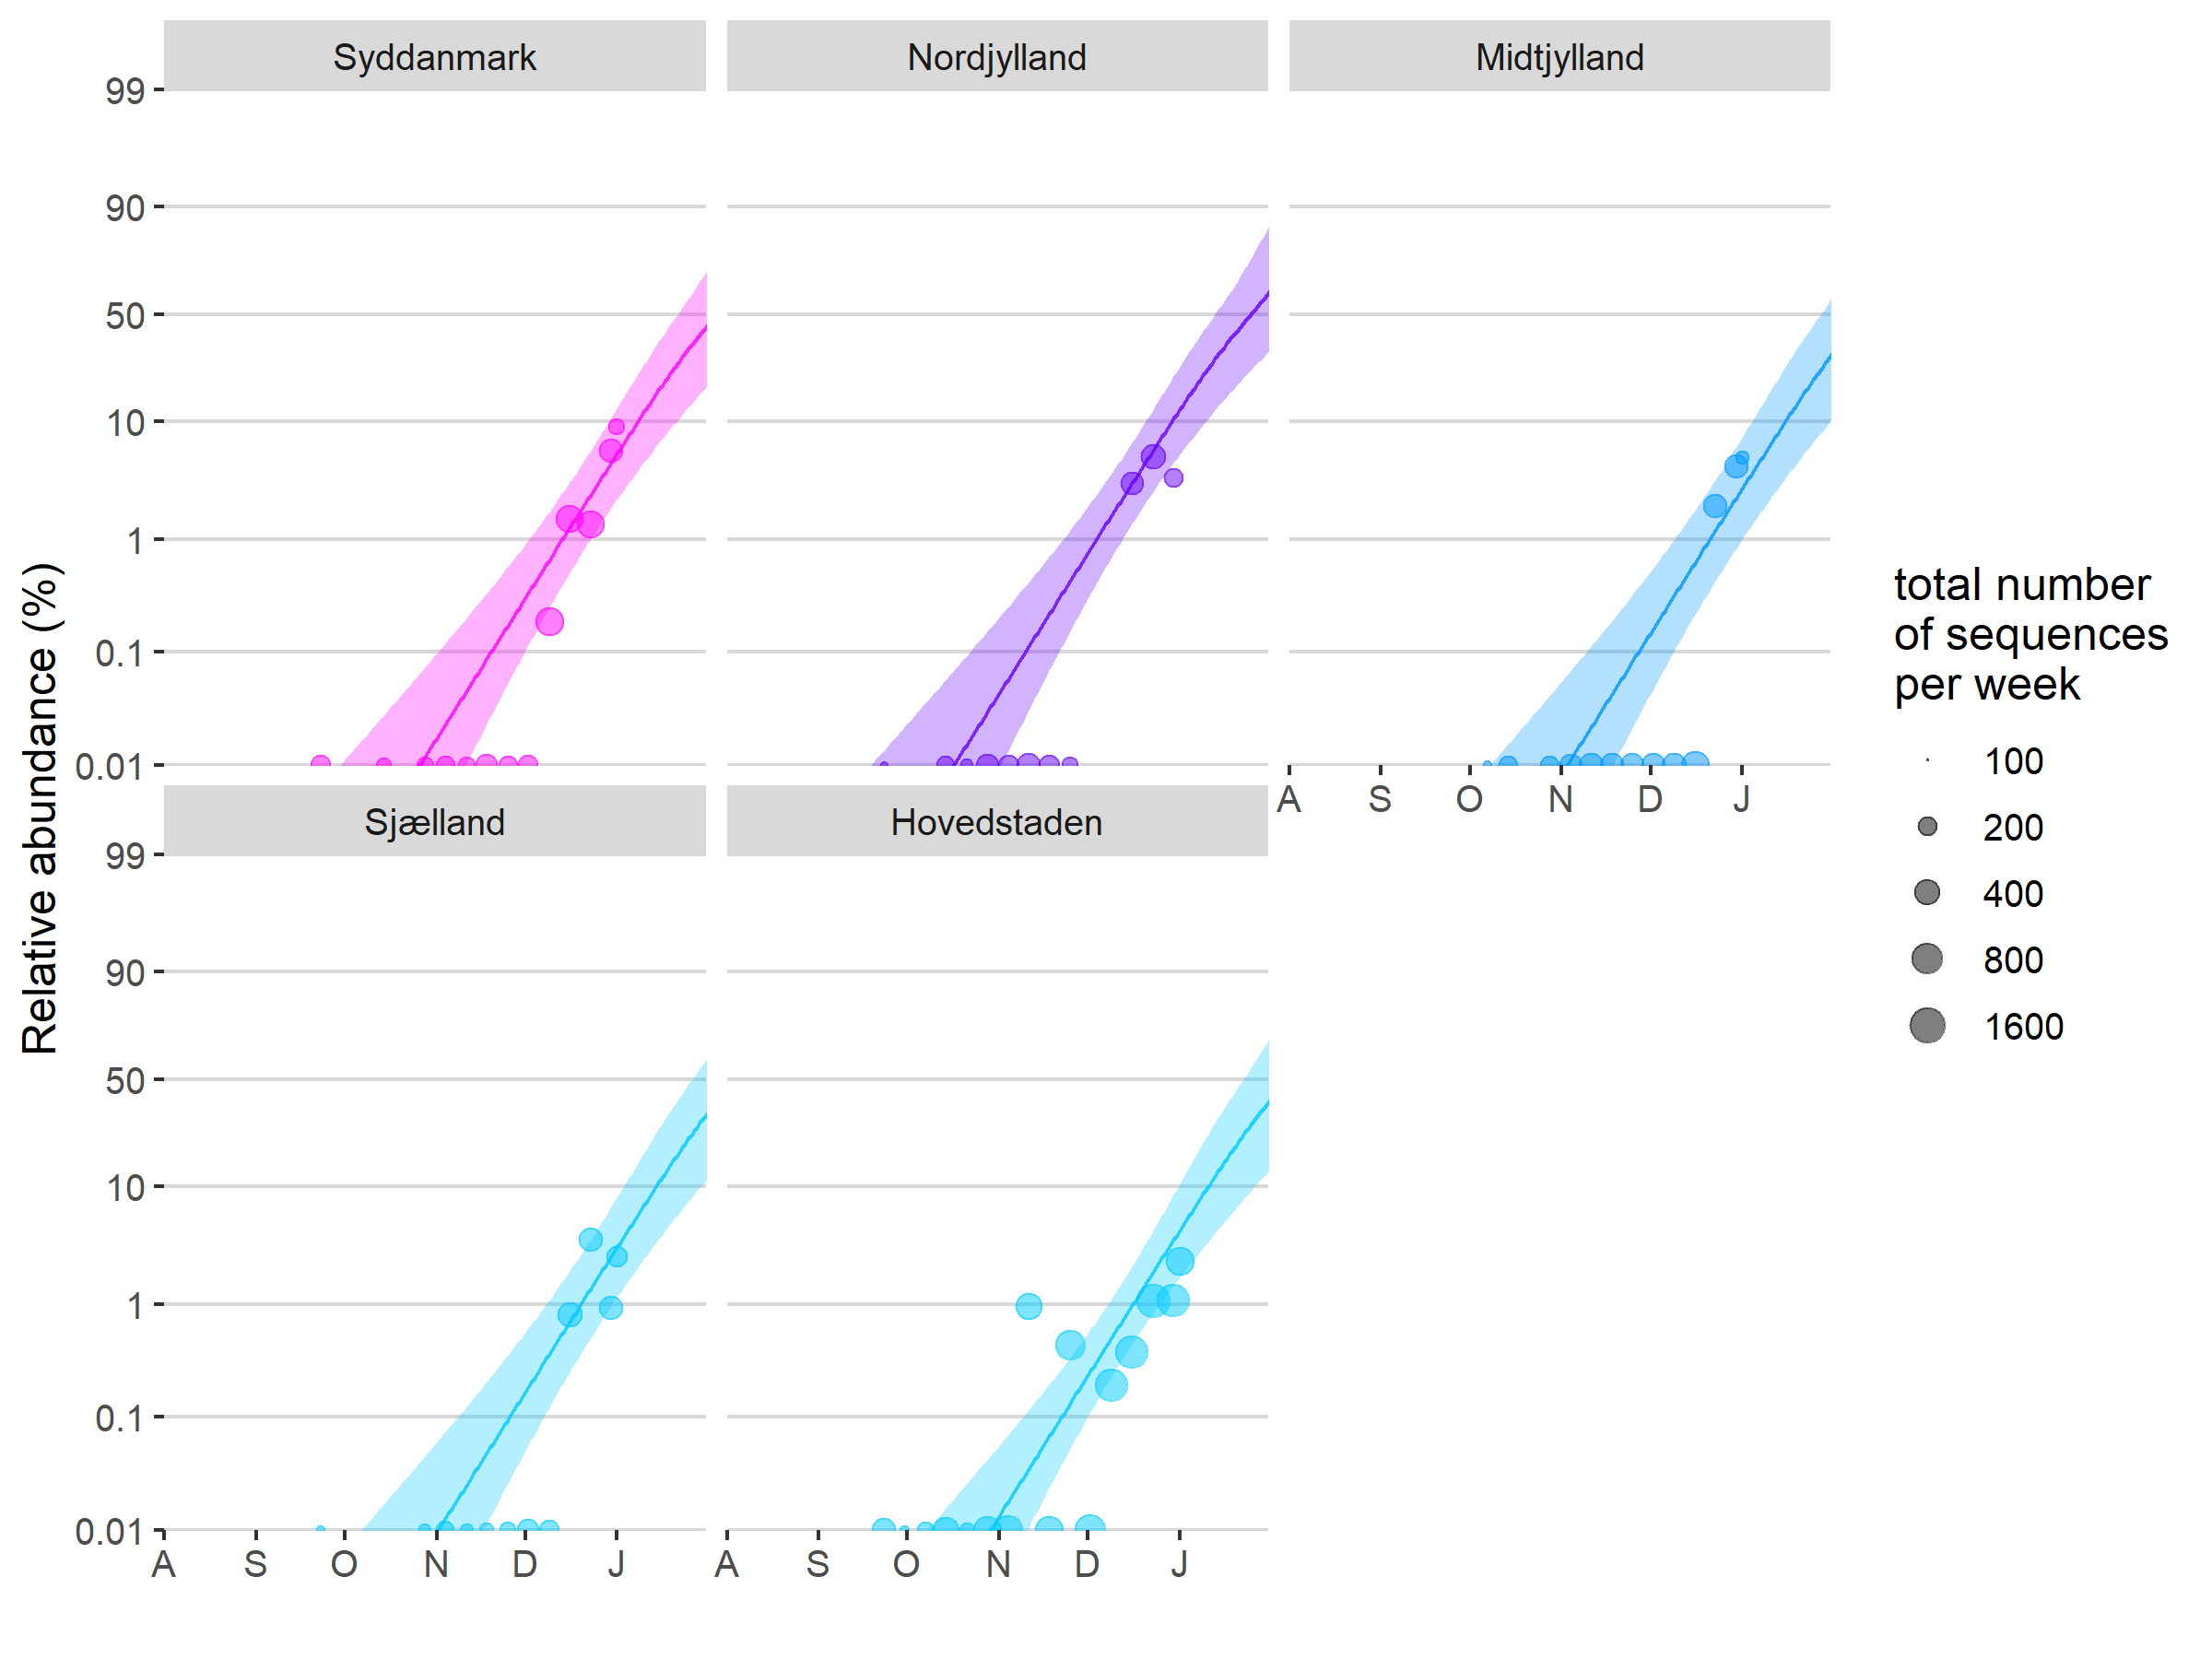 Syddanmark
Nordjylland
Midtjylland
99
90
50
10
1
0.1
0.01
A S O N D J
Sjælland
Hovedstaden
99
90
50
10
1
0.1
0.01
A S O N D J
A S O N D J
Relative abundance (%)
total number
of sequences
per week
100
200
400
800
1600